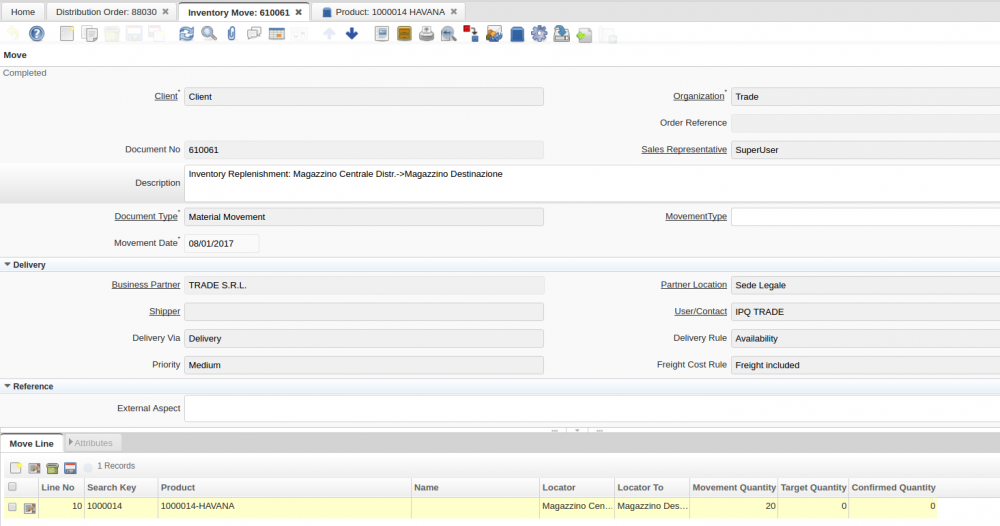 Home Distribution Order: 88030 Inventory Move: 610061 Product: 1000014 HAVANA
Move
Completed
Client Client Organization Trade
Order Reference
Document No 610061 Sales Representative SuperUser
Description Inventory Replenishment: Magazzino Centrale Distr.->Magazzino Destinazione
Document Type Material Movement MovementType
Movement Date 08/01/2017
Delivery
Business Partner TRADE S.R.L. Partner Location Sede Legale
Shipper User/Contact IPQ TRADE
Delivery Via Delivery Delivery Rule Availability
Priority Medium Freight Cost Rule Freight included
Reference
External Aspect
Move Line Attributes
1 Records
Line No Search Key Product Name Locator Locator To Movement Quantity Target Quantity Confirmed Quantity
10 1000014 1000014-HAVANA Magazzino Cen... Magazzino Des... 20 0 0